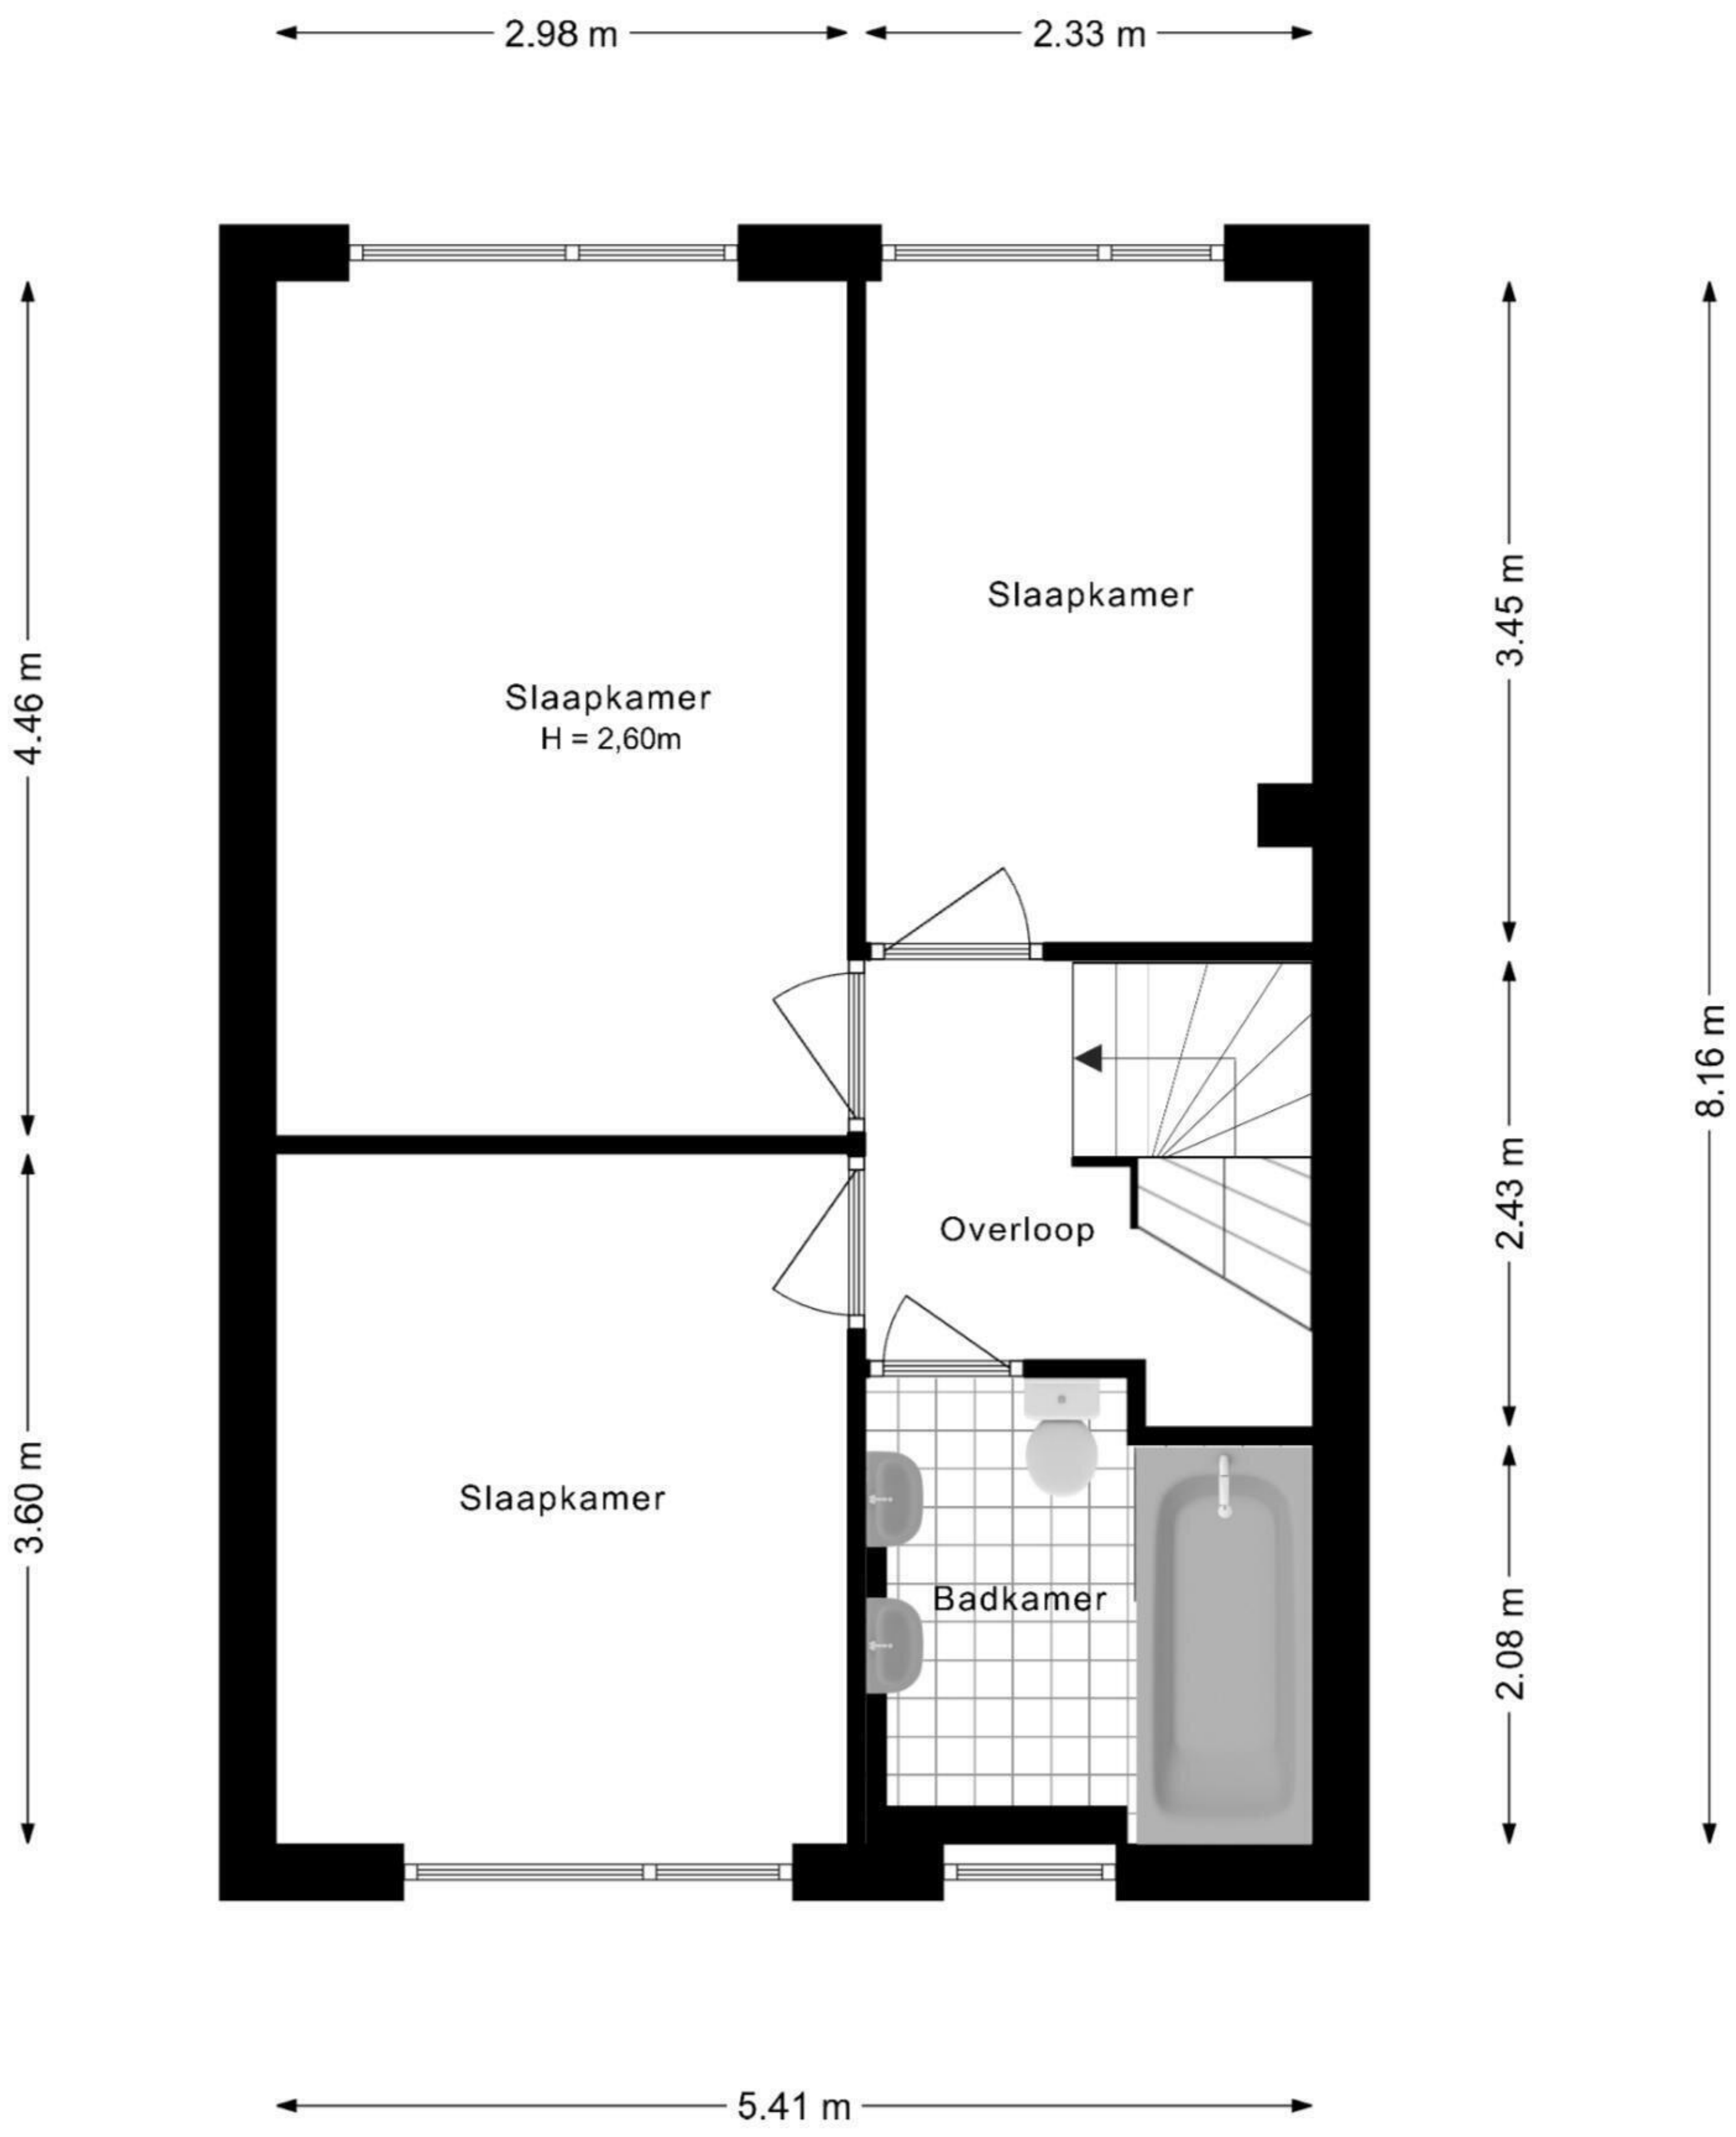 2.98 m
2.33 m
Slaapkamer
3.45 m
4.46 m
Slaapkamer
H = 2,60m
8.16 m
2.43 m
Overloop
3.60 m
Slaapkamer
Badkamer
2.08 m
5.41 m